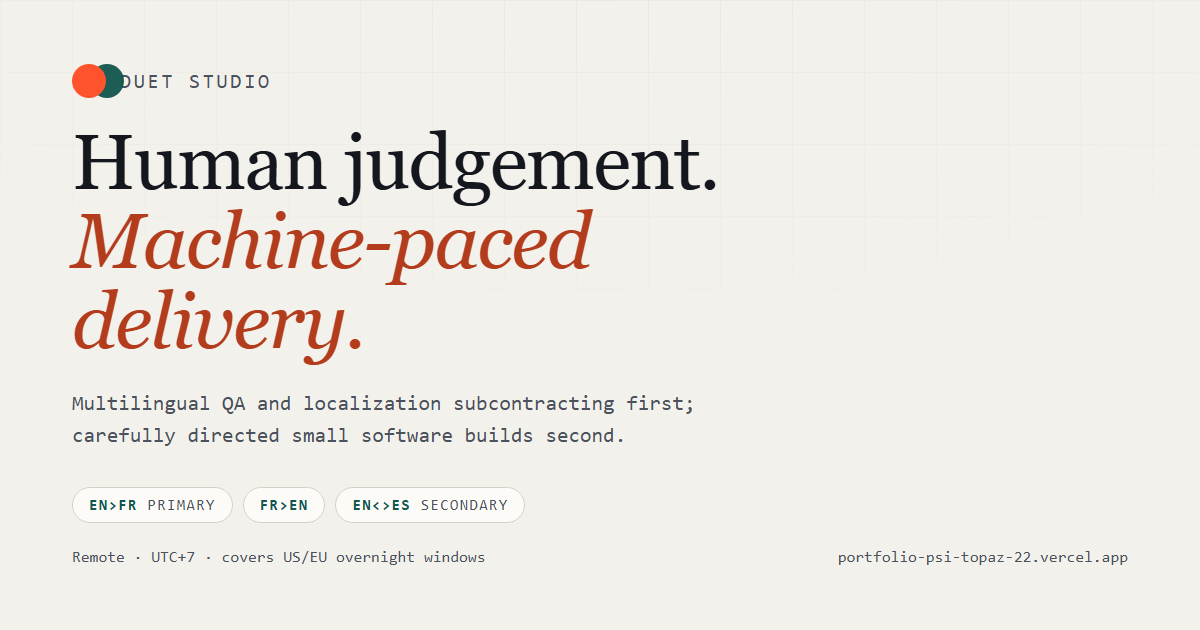 DUET STUDIO
Human judgement.
Machine-paced
delivery.
Multilingual QA and localization subcontracting first;
carefully directed small software builds second.
EN>FR PRIMARY FR>EN EN<>ES SECONDARY
Remote · UTC+7 · covers US/EU overnight windows portfolio-psi-topaz-22.vercel.app